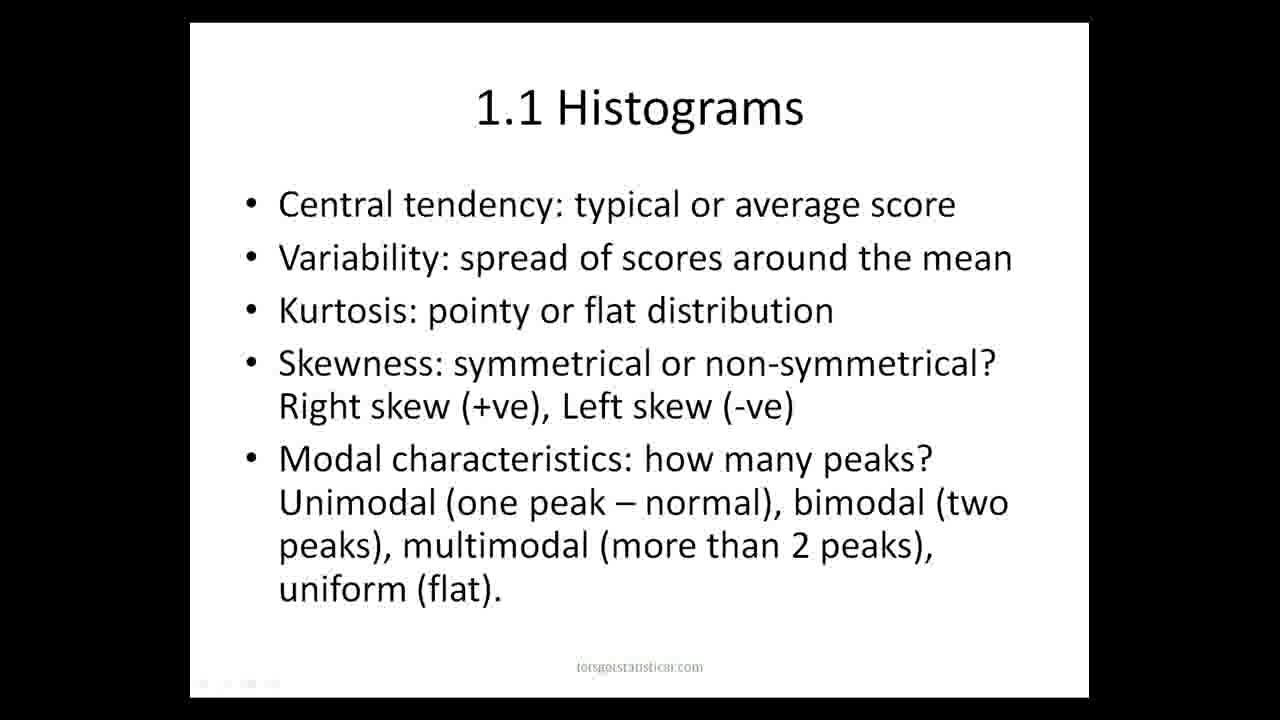 1.1 Histograms
• Central tendency: typical or average score
• Variability: spread of scores around the mean
• Kurtosis: pointy or flat distribution
• Skewness: symmetrical or non-symmetrical?
Right skew (+ve), Left skew (-ve)
• Modal characteristics: how many peaks?
Unimodal (one peak – normal), bimodal (two
peaks), multimodal (more than 2 peaks),
uniform (flat).